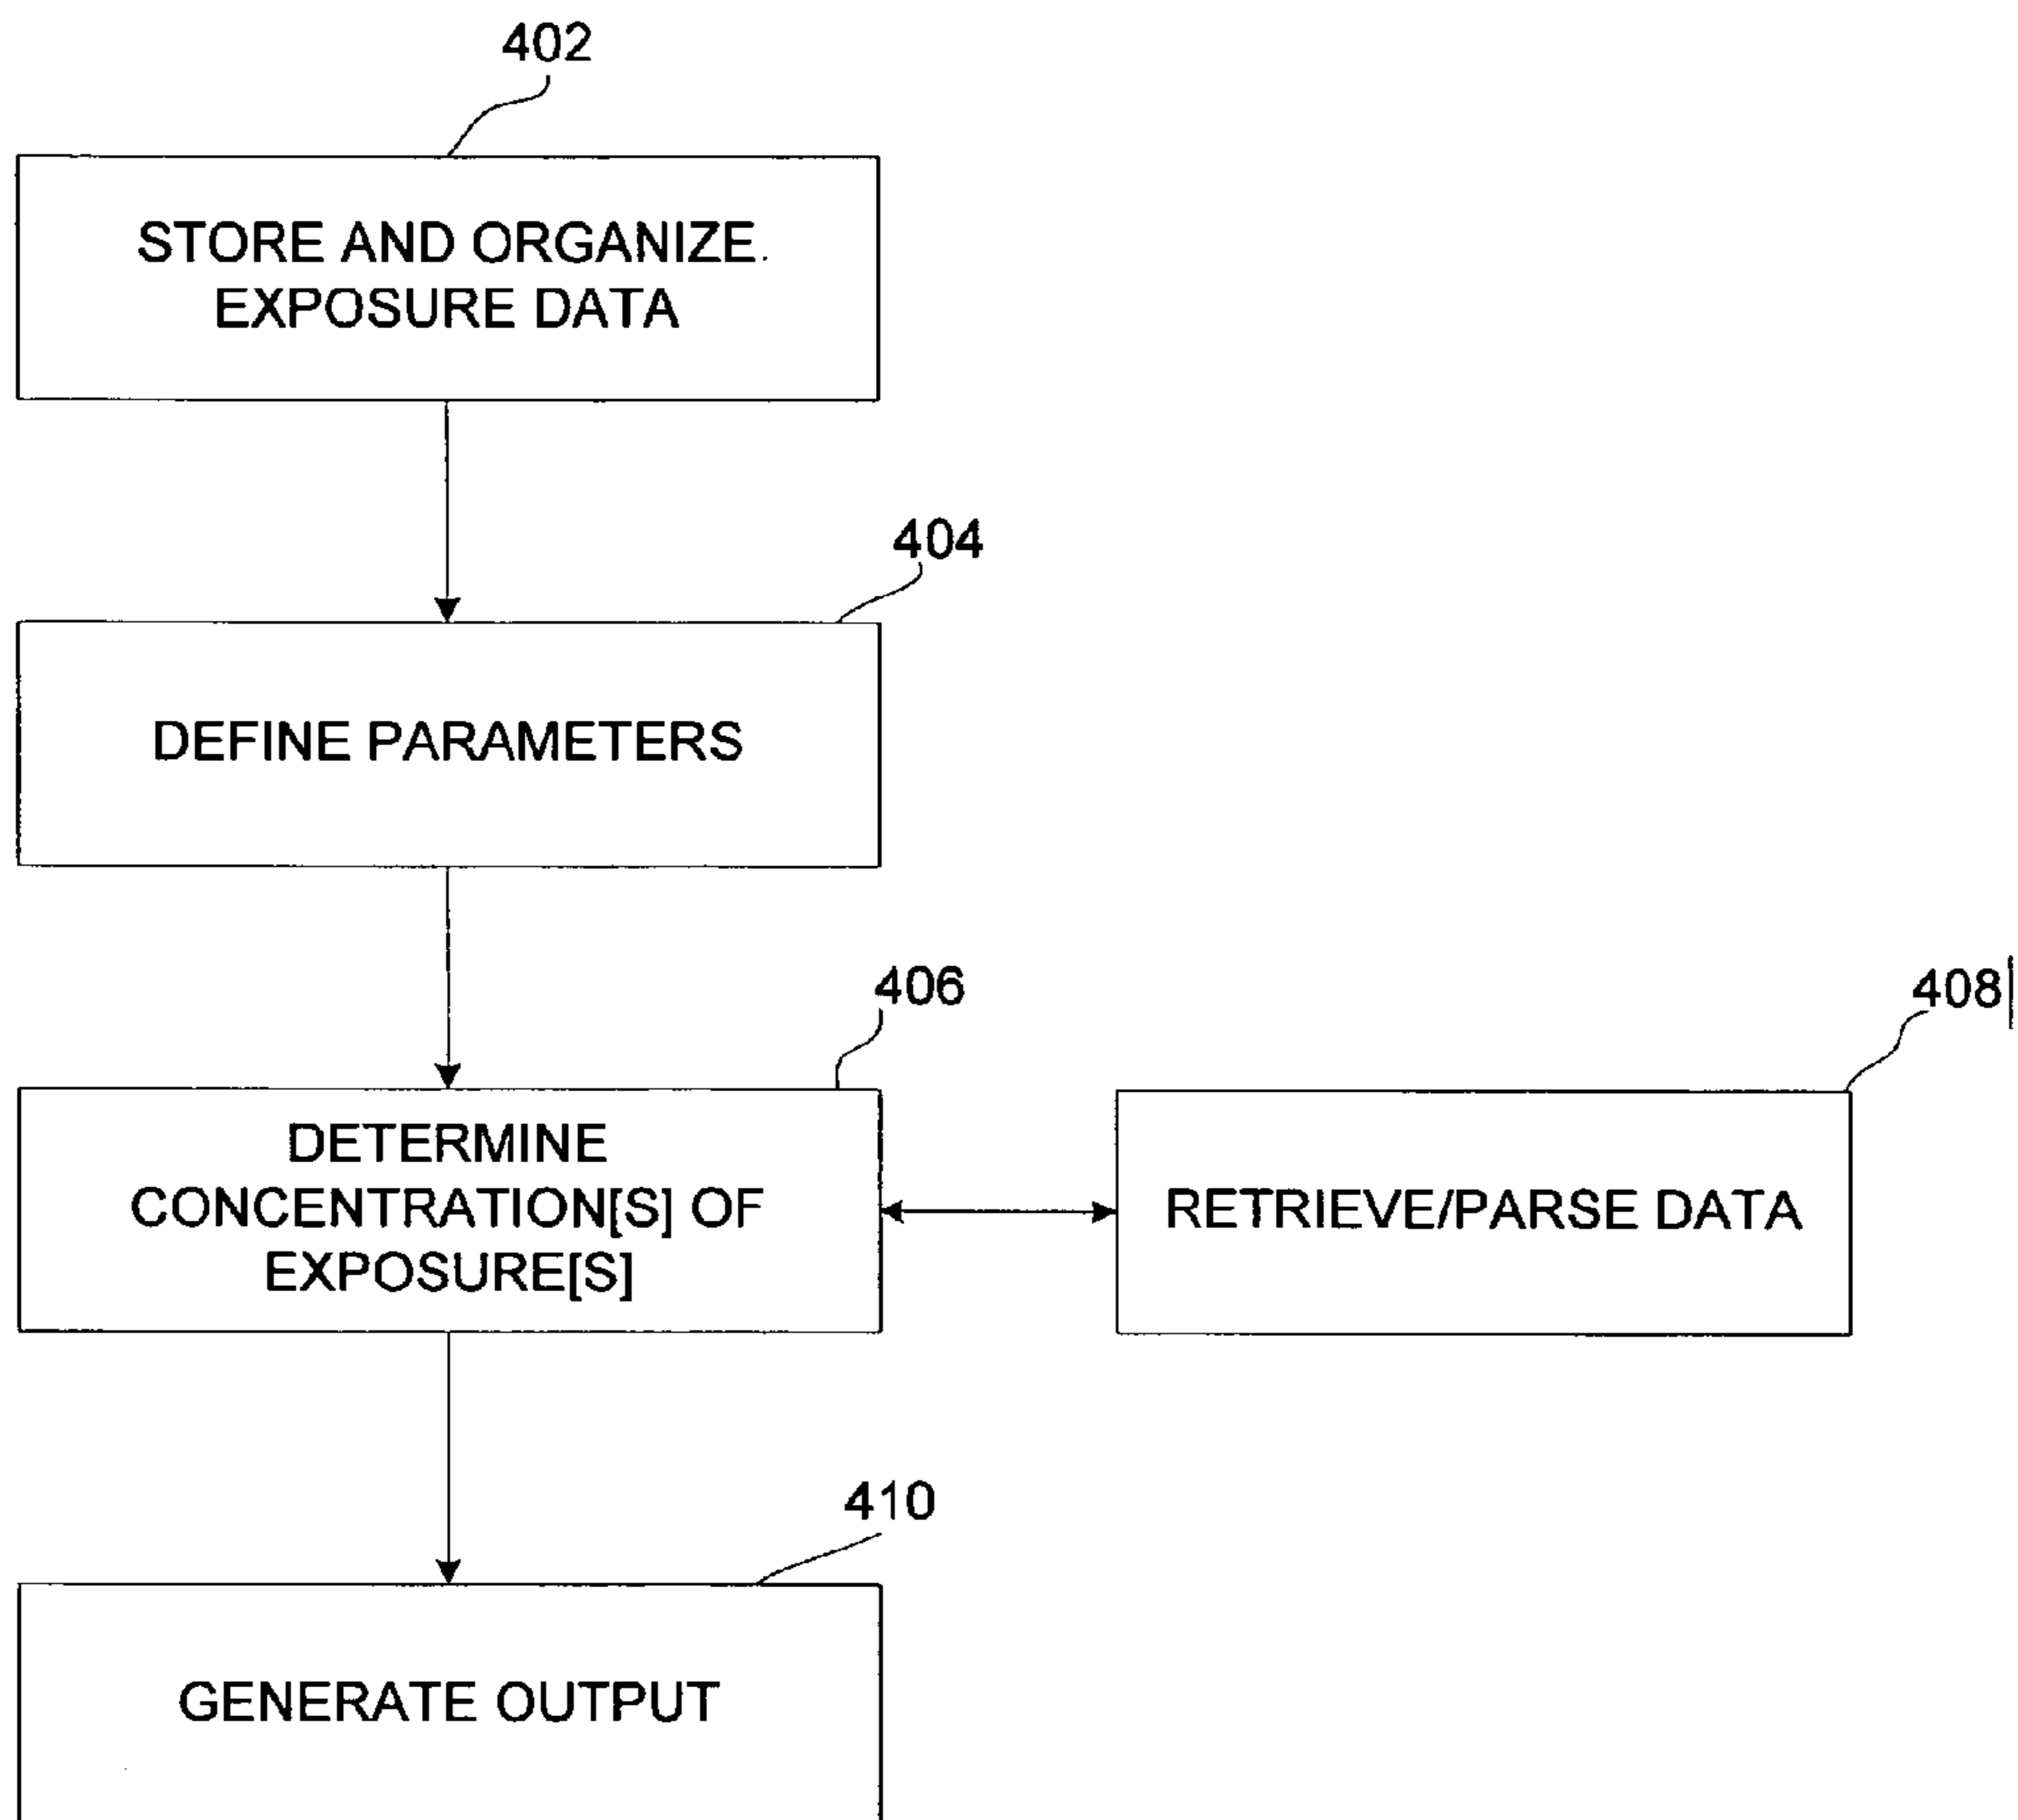 402
STORE AND ORGANIZE.
EXPOSURE DATA
404
DEFINE PARAMETERS
406
DETERMINE
CONCENTRATION[S] OF
EXPOSURE[S]
408
RETRIEVE/PARSE DATA
410
GENERATE OUTPUT